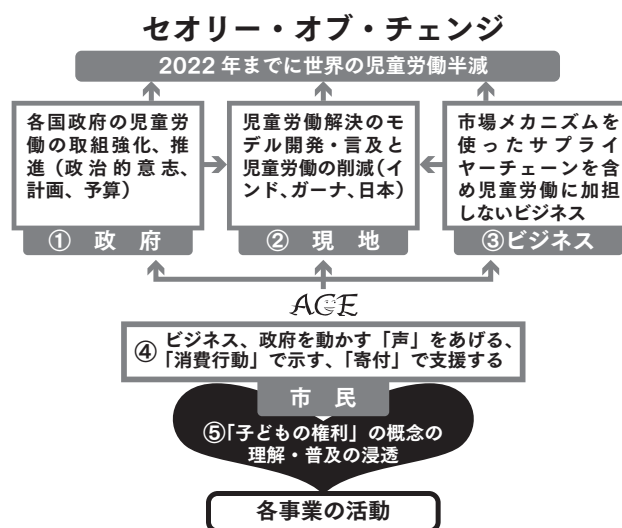 セオリー・オブ・チェンジ
2022年までに世界の児童労働半減
各国政府の児童労
働の取組強化、推
進（政治的意志、
計画、予算）
① 政 府
児童労働解決のモ
デル開発・言及と
児童労働の削減（イ
ンド、ガーナ、日本）
② 現 地
市場メカニズムを
使ったサプライ
ヤーチェーンを含
め児童労働に加担
しないビジネス
③ビジネス
ACE
④ ビジネス、政府を動かす「声」をあげる、
「消費行動」で示す、「寄付」で支援する
市 民
⑤「子どもの権利」の概念の
理解・普及の浸透
各事業の活動